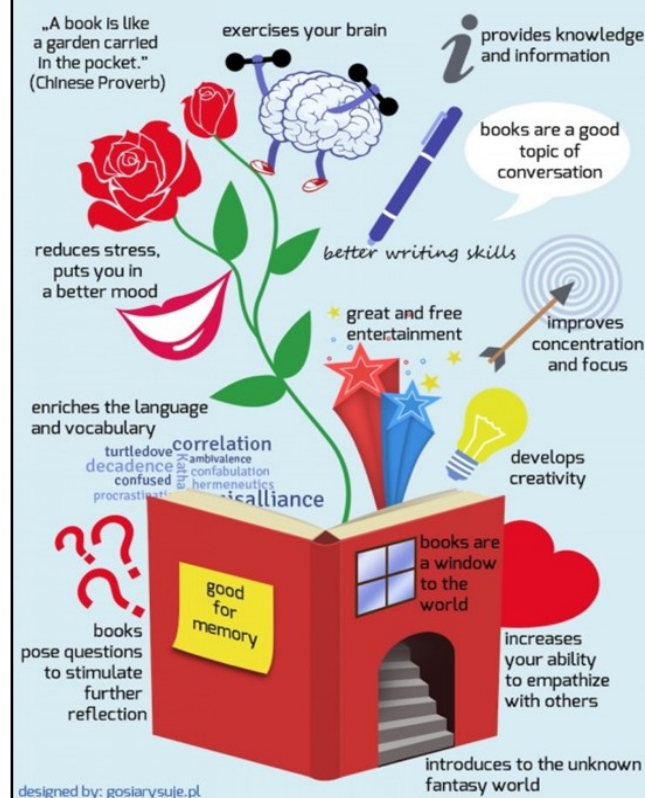 „A book is like
a garden carried
in the pocket.”
(Chinese Proverb)
exercises your brain
provides knowledge
and information
books are a good
topic of
conversation
better writing skills
reduces stress,
puts you in
a better mood
great and free
entertainment
improves
concentration
and focus
enriches the language
and vocabulary
turtledove
correlation
ambivalence
decadence
confabulation
confused
hermeneutics
develops
creativity
books are
a window
to the
world
good
for
memory
books
pose questions
to stimulate
further
reflection
increases
your ability
to empathize
with others
introduces to the unknown
fantasy world
designed by: gosiarysuje.pl